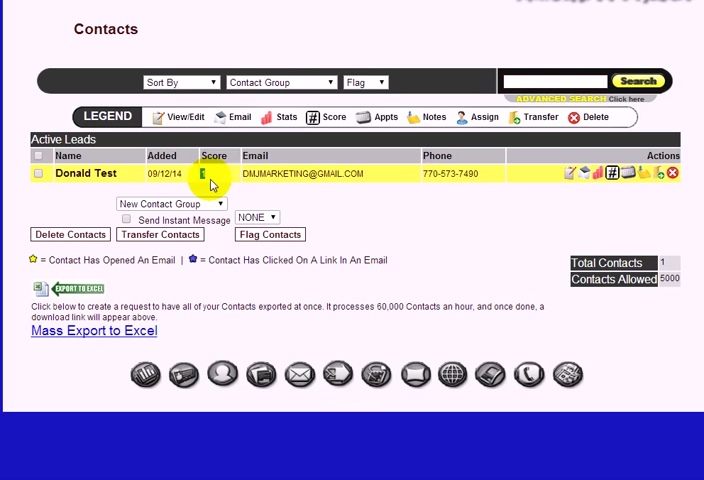 Contacts
Sort By Contact Group Flag Search
ADVANCED SEARCH Click here
LEGEND View/Edit Email Stats # Score Appts Notes Assign Transfer Delete
Active Leads
Name Added Score Email Phone Actions
Donald Test 09/12/14 1 DMJMARKETING@GMAIL.COM 770-573-7490 #
New Contact Group
Send Instant Message NONE
Delete Contacts Transfer Contacts Flag Contacts
= Contact Has Opened An Email | = Contact Has Clicked On A Link In An Email
Total Contacts 1
Contacts Allowed 5000
EXPORT TO EXCEL
Click below to create a request to have all of your Contacts exported at once. It processes 60,000 Contacts an hour, and once done, a
download link will appear above.
Mass Export to Excel